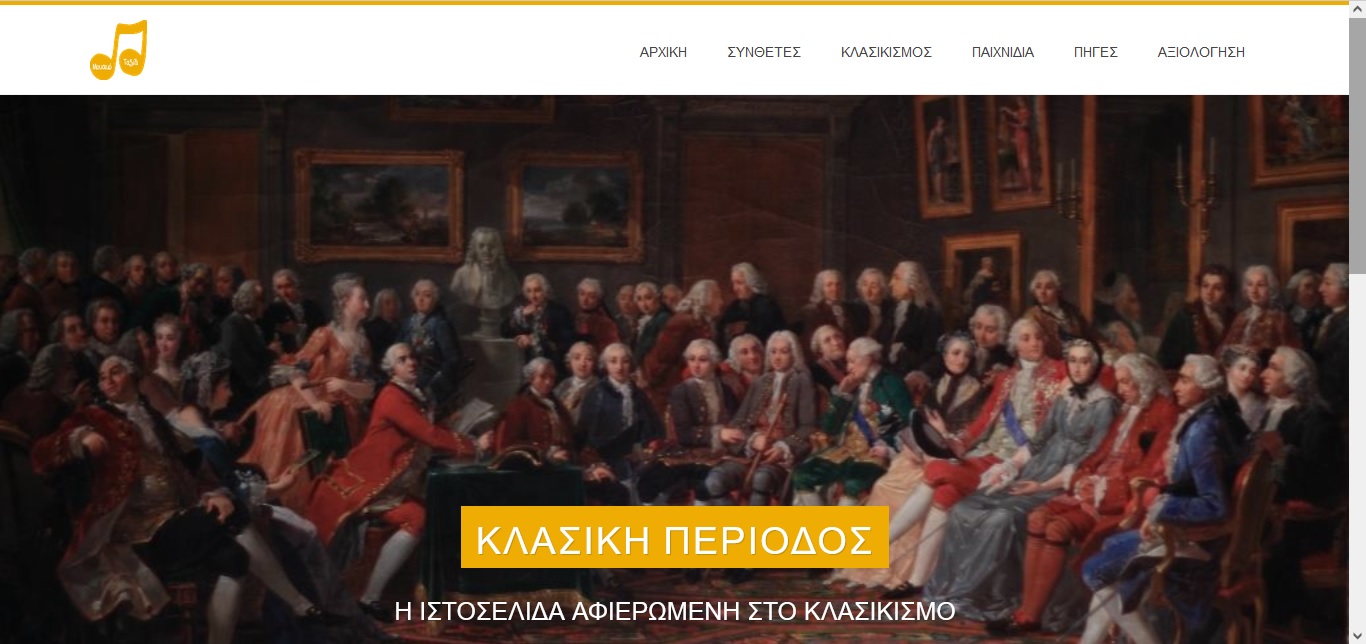 Μουσικό Ταξίδι
ΑΡΧΙΚΗ ΣΥΝΘΕΤΕΣ ΚΛΑΣΙΚΙΣΜΟΣ ΠΑΙΧΝΙΔΙΑ ΠΗΓΕΣ ΑΞΙΟΛΟΓΗΣΗ
ΚΛΑΣΙΚΗ ΠΕΡΙΟΔΟΣ
Η ΙΣΤΟΣΕΛΙΔΑ ΑΦΙΕΡΩΜΕΝΗ ΣΤΟ ΚΛΑΣΙΚΙΣΜΟ